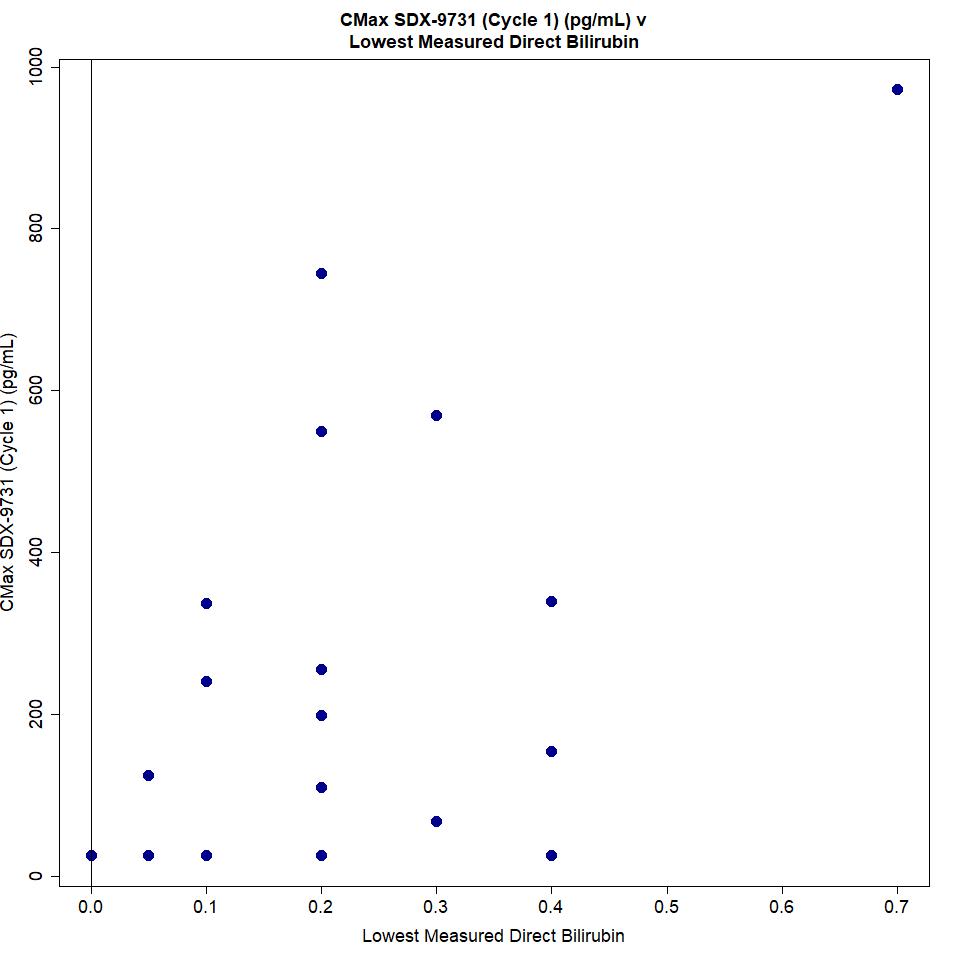 CMax SDX-9731 (Cycle 1) (pg/mL) v
Lowest Measured Direct Bilirubin
1000
800
600
400
200
0
CMax SDX-9731 (Cycle 1) (pg/mL)
0.0 0.1 0.2 0.3 0.4 0.5 0.6 0.7
Lowest Measured Direct Bilirubin